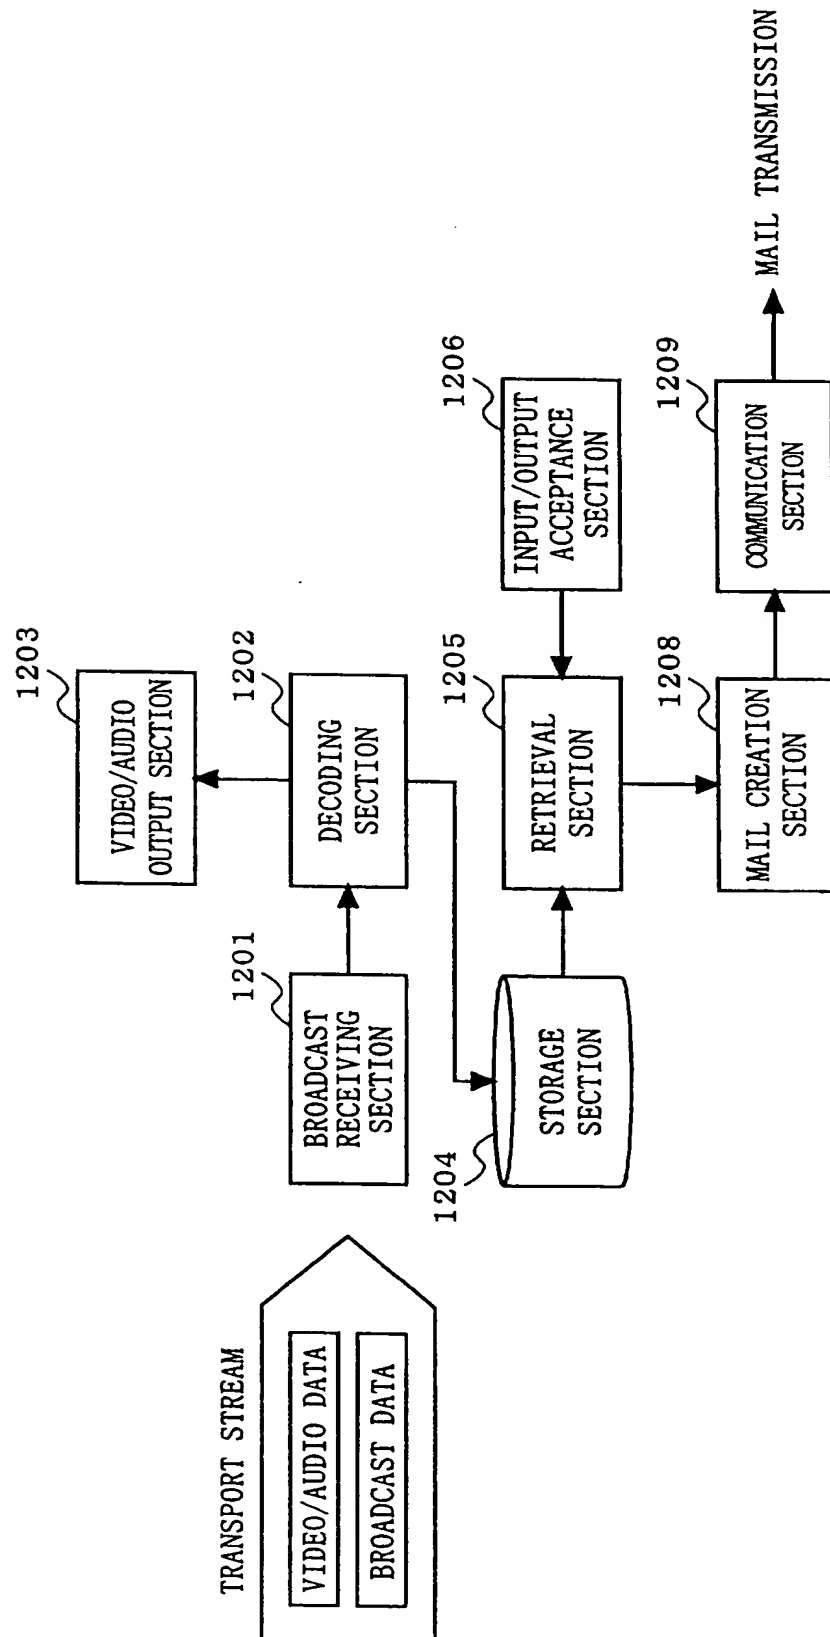 TRANSPORT STREAM
VIDEO/AUDIO DATA
BROADCAST DATA
1201
BROADCAST
RECEIVING
SECTION
1203
VIDEO/AUDIO
OUTPUT SECTION
1202
DECODING
SECTION
1204
STORAGE
SECTION
1205
RETRIEVAL
SECTION
1206
INPUT/OUTPUT
ACCEPTANCE
SECTION
1208
MAIL CREATION
SECTION
1209
COMMUNICATION
SECTION
MAIL TRANSMISSION